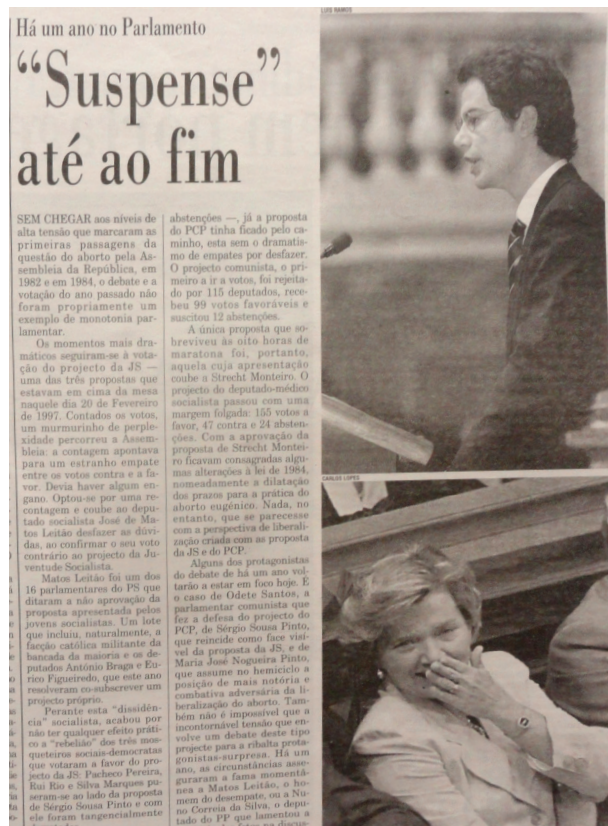 Há um ano no Parlamento
“Suspense”
até ao fim
SEM CHEGAR aos níveis de
alta tensão que marcaram as
primeiras passagens da
questão do aborto pela As-
sembleia da República, em
1982 e em 1984, o debate e a
votação do ano passado não
foram propriamente um
exemplo de monotonia par-
lamentar.
Os momentos mais dra-
máticos seguiram-se à vota-
ção do projecto da JS —
uma das três propostas que
estavam em cima da mesa
naquele dia 20 de Fevereiro
de 1997. Contados os votos,
um murmurinho de perple-
xidade percorreu a Assem-
bleia: a contagem apontava
para um estranho empate
entre os votos contra e a fa-
vor. Devia haver algum en-
gano. Optou-se por uma re-
contagem e coube ao depu-
tado socialista José de Ma-
tos Leitão desfazer as dúvi-
das, ao confirmar o seu voto
contrário ao projecto da Ju-
ventude Socialista.
Matos Leitão foi um dos
16 parlamentares do PS que
ditaram a não aprovação da
proposta apresentada pelos
jovens socialistas. Um lote
que incluiu, naturalmente, a
facção católica militante da
bancada da maioria e os de-
putados António Braga e Eu-
rico Figueiredo, que este ano
resolveram co-subscrever um
projecto próprio.
Perante esta “dissidên-
cia” socialista, acabou por
não ter qualquer efeito práti-
co a “rebelião” dos três mos-
queteiros sociais-democratas
que votaram a favor do pro-
jecto da JS: Pacheco Pereira,
Rui Rio e Silva Marques pu-
seram-se ao lado da proposta
de Sérgio Sousa Pinto e com
ele foram tangencialmente
abstenções —, já a proposta
do PCP tinha ficado pelo ca-
minho, esta sem o dramatis-
mo de empates por desfazer.
O projecto comunista, o pri-
meiro a ir a votos, foi rejeita-
do por 115 deputados, rece-
beu 99 votos favoráveis e
suscitou 12 abstenções.
A única proposta que so-
breviveu às oito horas de
maratona foi, portanto,
aquela cuja apresentação
coube a Strecht Monteiro. O
projecto do deputado-médico
socialista passou com uma
margem folgada: 155 votos a
favor, 47 contra e 24 absten-
ções. Com a aprovação da
proposta de Strecht Montei-
ro ficavam consagradas algu-
mas alterações à lei de 1984,
nomeadamente a dilatação
dos prazos para a prática do
aborto eugénico. Nada, no
entanto, que se parecesse
com a perspectiva de liberali-
zação criada com as proposta
da JS e do PCP.
Alguns dos protagonistas
do debate de há um ano vol-
tarão a estar em foco hoje. É
o caso de Odete Santos, a
parlamentar comunista que
fez a defesa do projecto do
PCP, de Sérgio Sousa Pinto,
que reincide como face visí-
vel da proposta da JS, e de
Maria José Nogueira Pinto,
que assume no hemiciclo a
posição de mais notória e
combativa adversária da li-
beralização do aborto. Tam-
bém não é impossível que a
incontornável tensão que en-
volve um debate deste tipo
projecte para a ribalta prota-
gonistas-surpresa. Há um
ano, as circunstâncias asse-
guraram a fama momentâ-
nea a Matos Leitão, o ho-
mem do desempate, ou a Nu-
no Correia da Silva, o depu-
tado do PP que lamentou a
LUÍS RAMOS
CARLOS LOPES